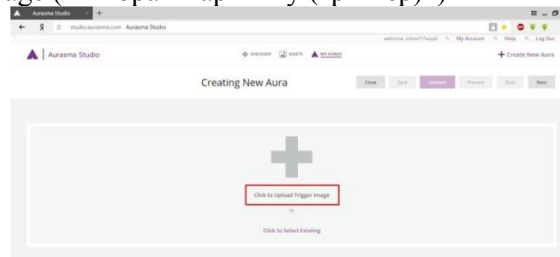 Aurasma Studio
studio.aurasma.com Aurasma Studio
My Account Help Log Out
Aurasma Studio DISCOVER ASSETS MY AURAS + Create New Aura
Creating New Aura Close Save Unshare Preview Back Next
Click to Upload Trigger Image
or
Click to Select Existing